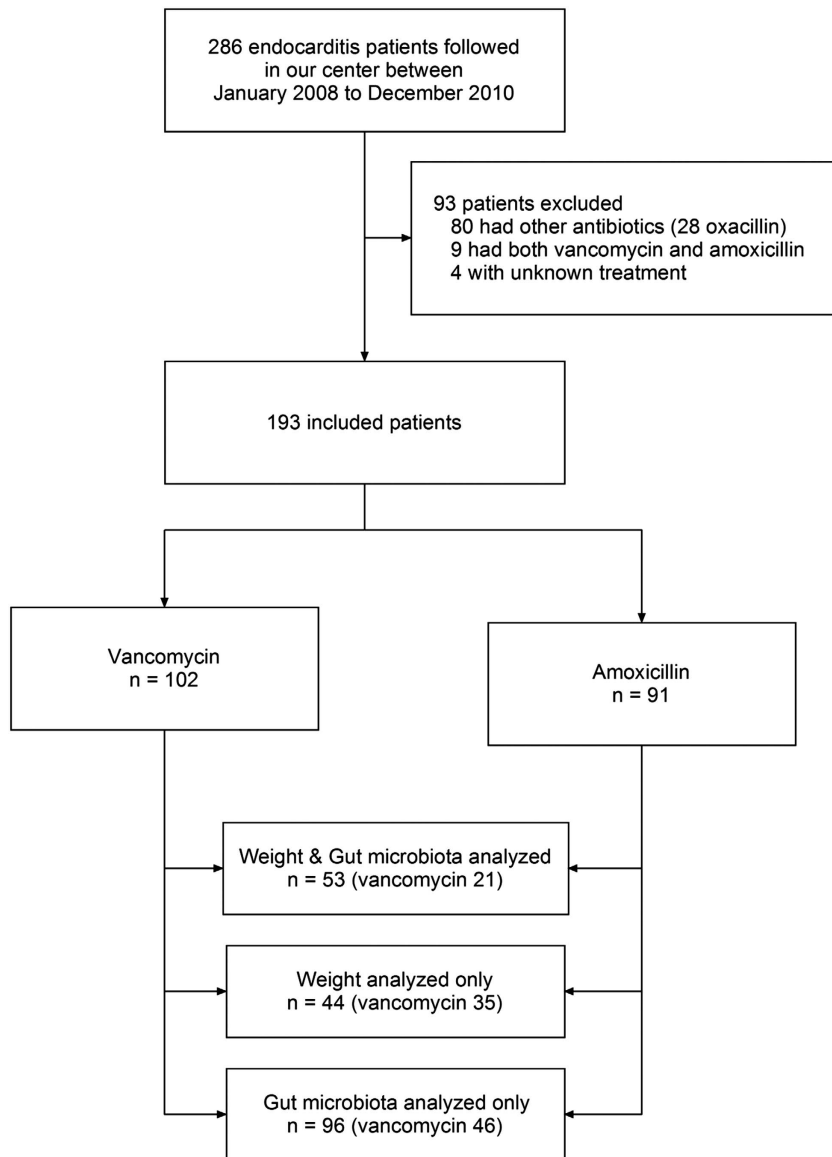 286 endocarditis patients followed
in our center between
January 2008 to December 2010
93 patients excluded
80 had other antibiotics (28 oxacillin)
9 had both vancomycin and amoxicillin
4 with unknown treatment
193 included patients
Vancomycin
n = 102
Amoxicillin
n = 91
Weight & Gut microbiota analyzed
n = 53 (vancomycin 21)
Weight analyzed only
n = 44 (vancomycin 35)
Gut microbiota analyzed only
n = 96 (vancomycin 46)